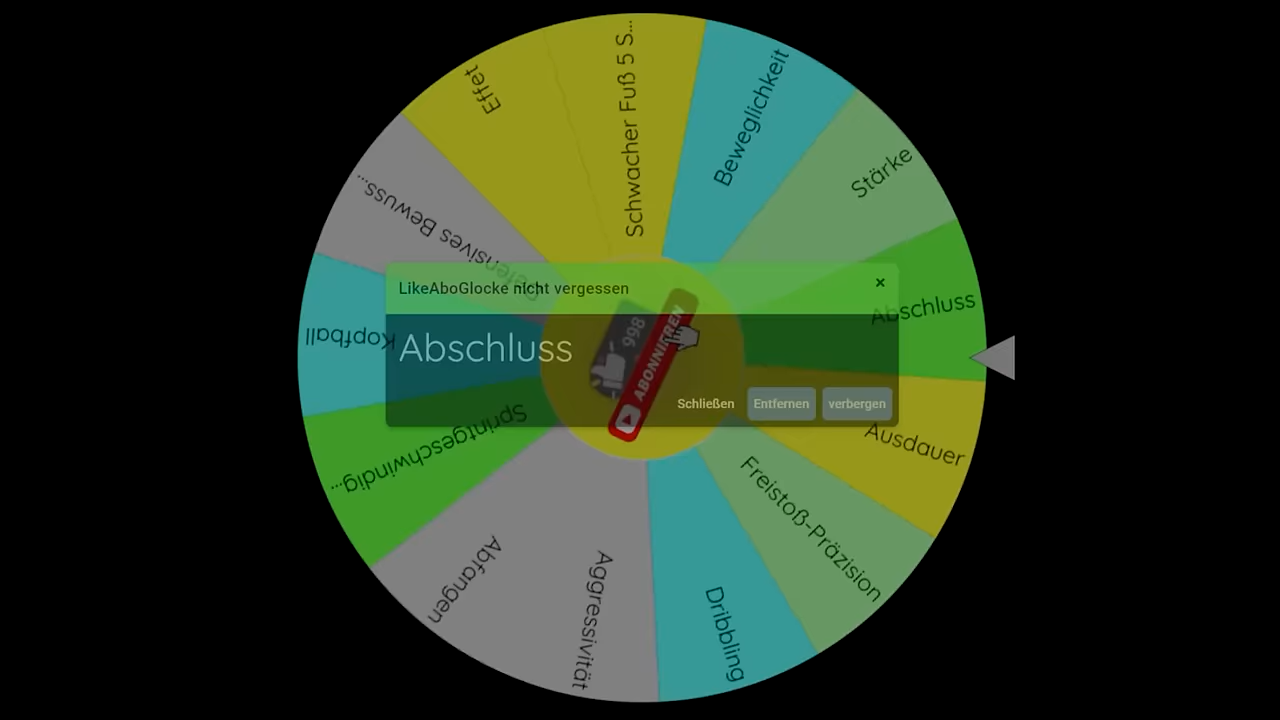 Effet
Schwacher Fuß 5 S...
Beweglichkeit
Stärke
Abschluss
Ausdauer
Freistoß-Präzision
Dribbling
Aggressivität
Abfangen
Sprintgeschwindig...
Kopfball
Defensives Bewuss...
LikeAboGlocke nicht vergessen
×
Abschluss
998
ABONNIEREN
Schließen
Entfernen
verbergen